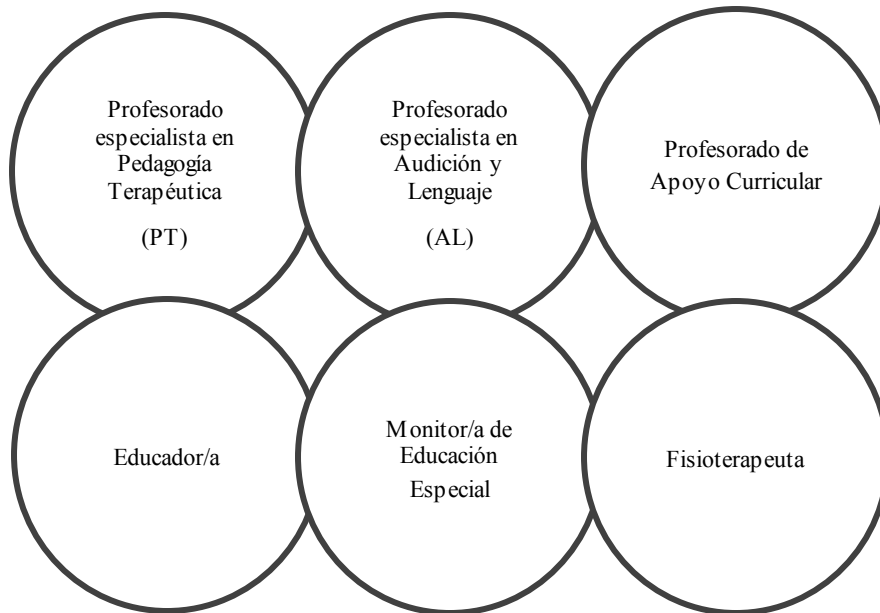 Profesorado
especialista en
Pedagogía
Terapéutica
(PT)
Profesorado
especialista en
Audición y
Lenguaje
(AL)
Profesorado de
Apoyo Curricular
Educador/a
Monitor/a de
Educación
Especial
Fisioterapeuta